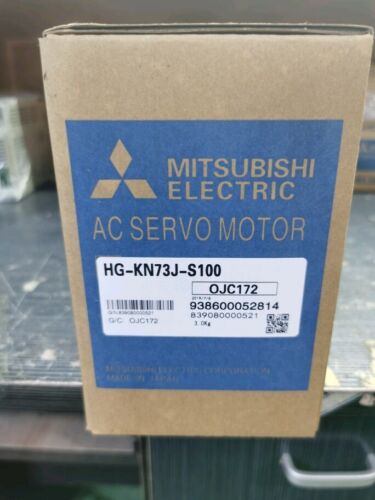 MITSUBISHI
ELECTRIC
AC SERVO MOTOR
HG-KN73J-S100
OJC172
938600052814
G/N 839080000521
839080000521
G/C OJC172
3.0Kg
MITSUBISHI ELECTRIC CORPORATION
MADE IN JAPAN